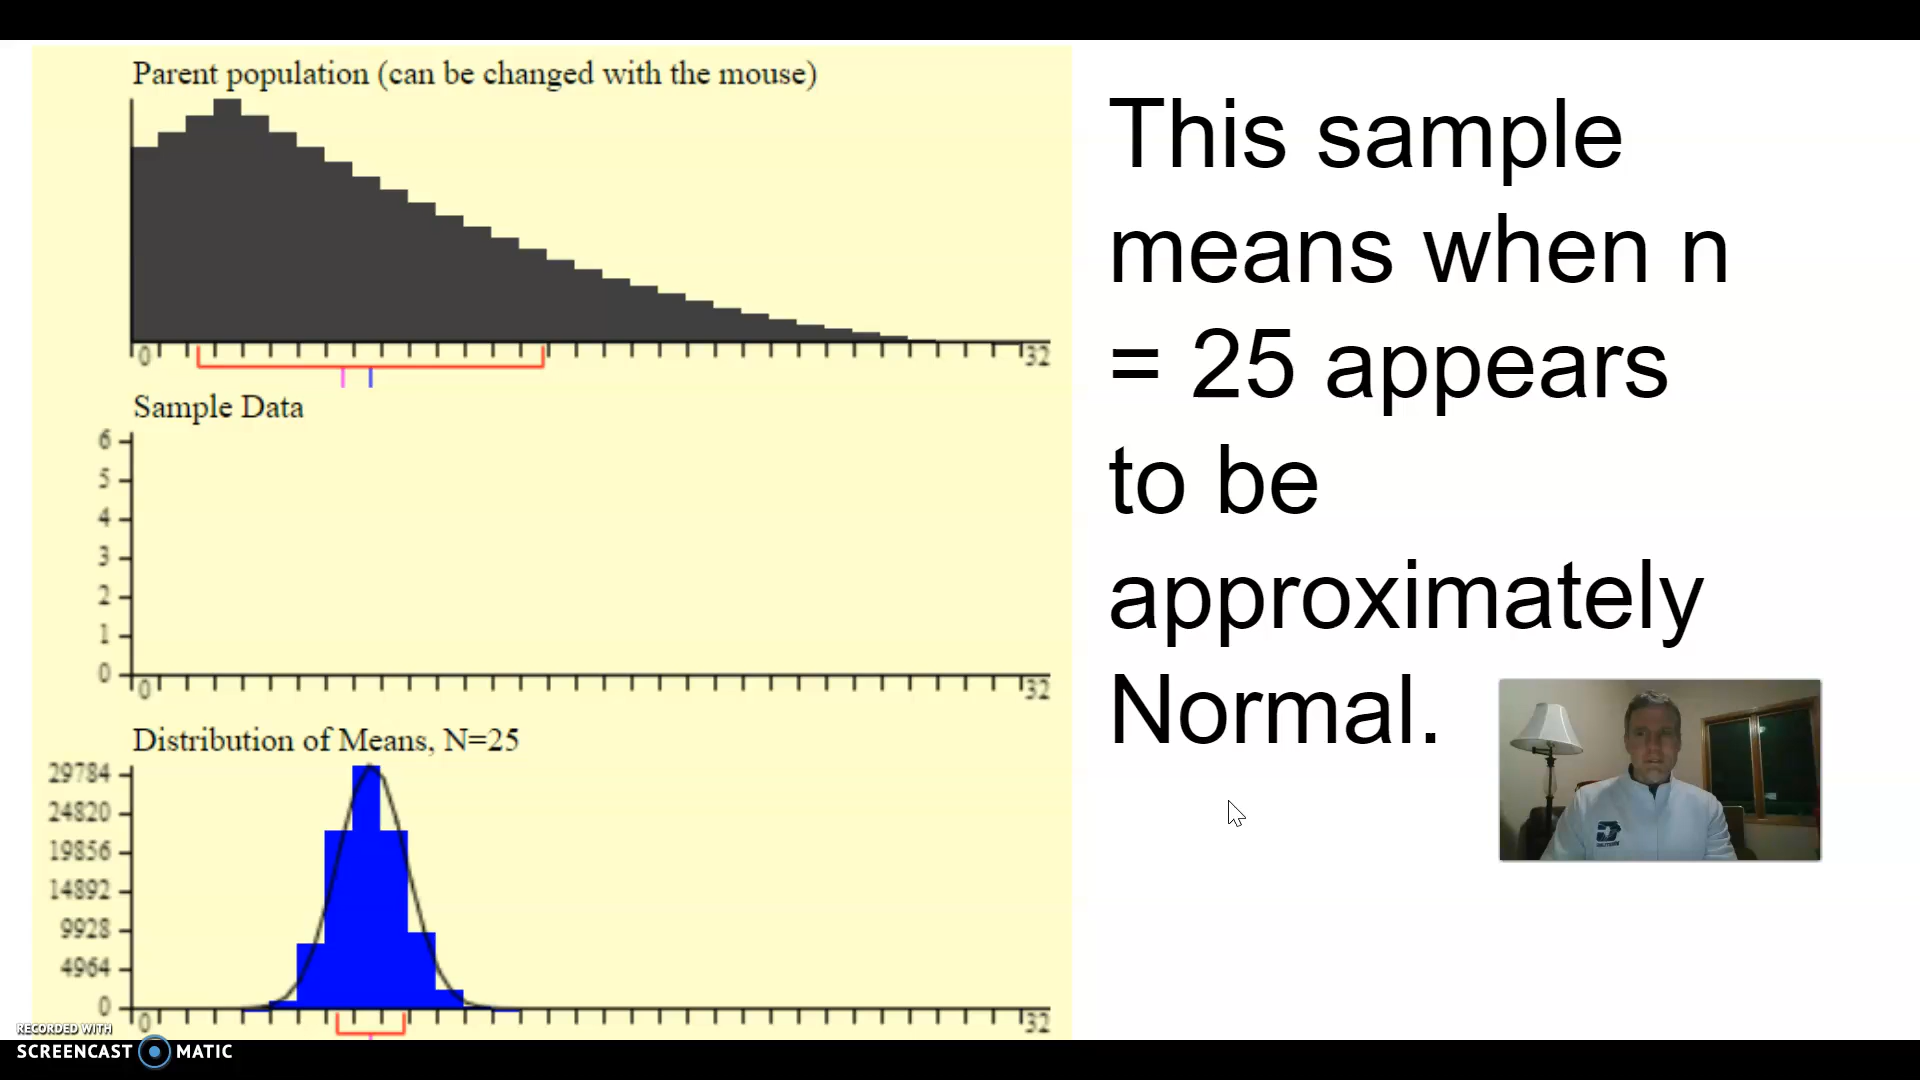 Parent population (can be changed with the mouse)
0 32
Sample Data
6
5
4
3
2
1
0
0 32
Distribution of Means, N=25
29784
24820
19856
14892
9928
4964
0
0 32
This sample
means when n
= 25 appears
to be
approximately
Normal.
RECORDED WITH
SCREENCAST MATIC